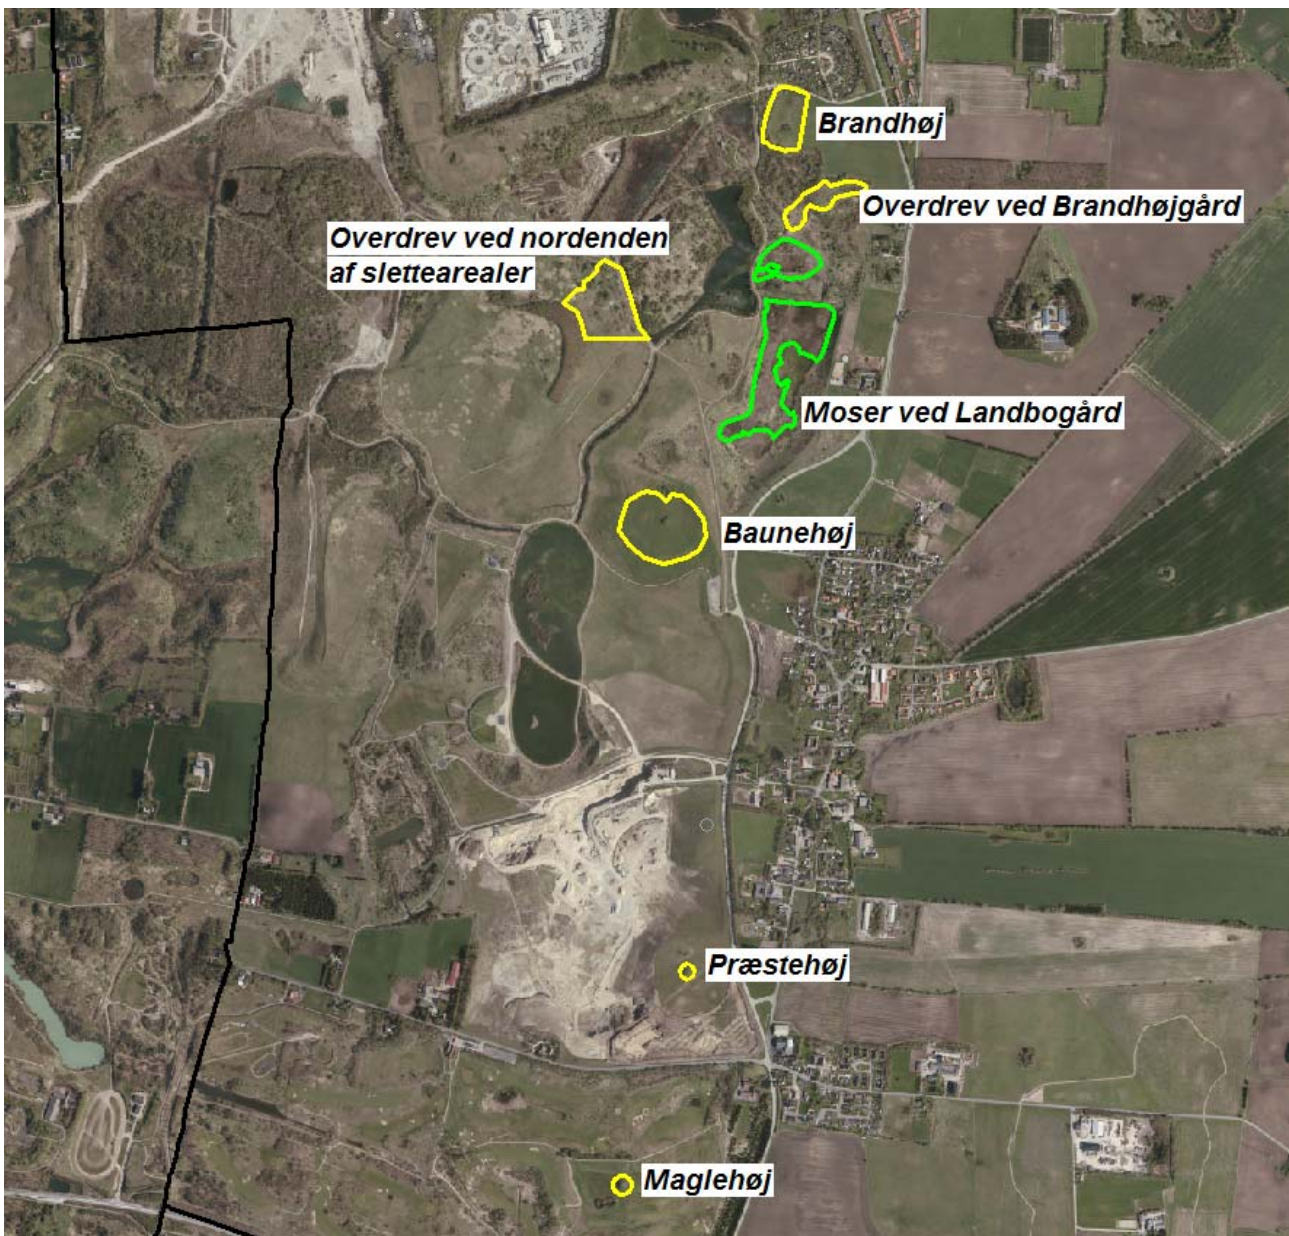 Brandhøj
Overdrev ved Brandhøjgård
Overdrev ved nordenden
af slettearealer
Moser ved Landbogård
Baunehøj
Præstehøj
Maglehøj